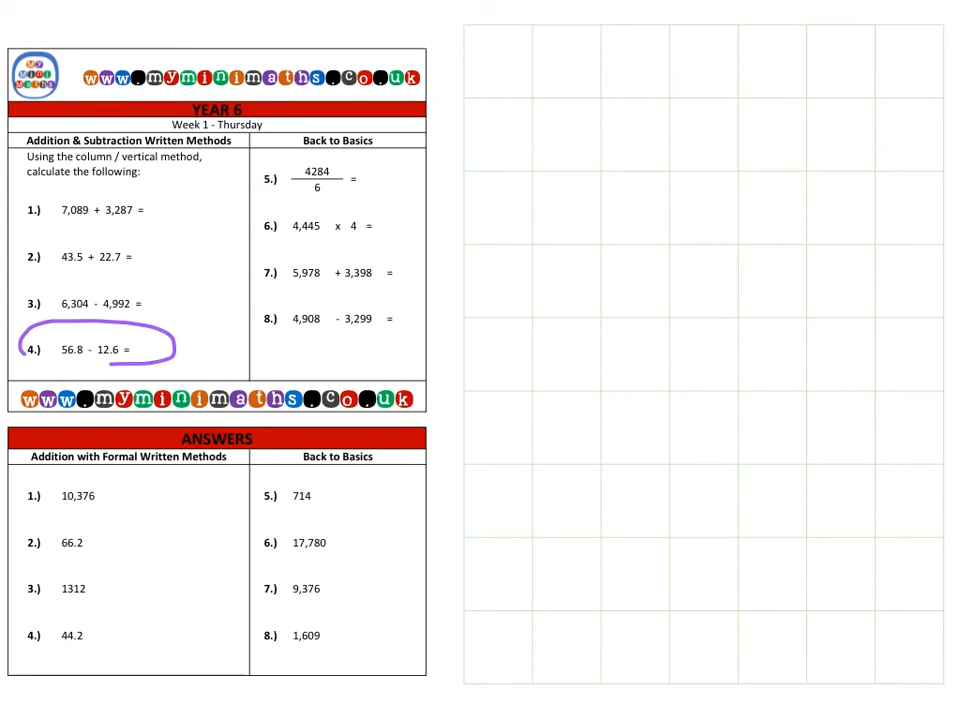 My
Mini
Maths
www.myminimaths.co.uk
YEAR 6
Week 1 - Thursday
Addition & Subtraction Written Methods
Back to Basics
Using the column / vertical method,
calculate the following:
1.) 7,089 + 3,287 =
2.) 43.5 + 22.7 =
3.) 6,304 - 4,992 =
4.) 56.8 - 12.6 =
5.) 4284
6 =
6.) 4,445 x 4 =
7.) 5,978 + 3,398 =
8.) 4,908 - 3,299 =
www.myminimaths.co.uk
ANSWERS
Addition with Formal Written Methods
Back to Basics
1.) 10,376
2.) 66.2
3.) 1312
4.) 44.2
5.) 714
6.) 17,780
7.) 9,376
8.) 1,609